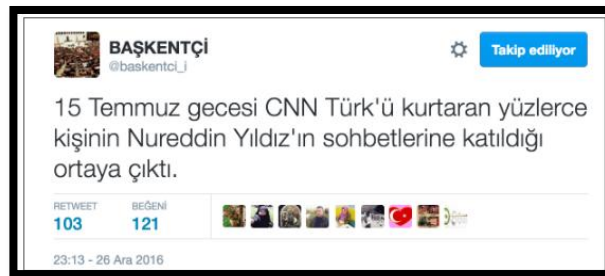 BAŞKENTÇİ
@baskentci_i
Takip ediliyor
15 Temmuz gecesi CNN Türk'ü kurtaran yüzlerce
kişinin Nureddin Yıldız'ın sohbetlerine katıldığı
ortaya çıktı.
RETWEET BEĞENİ
103 121
23:13 - 26 Ara 2016